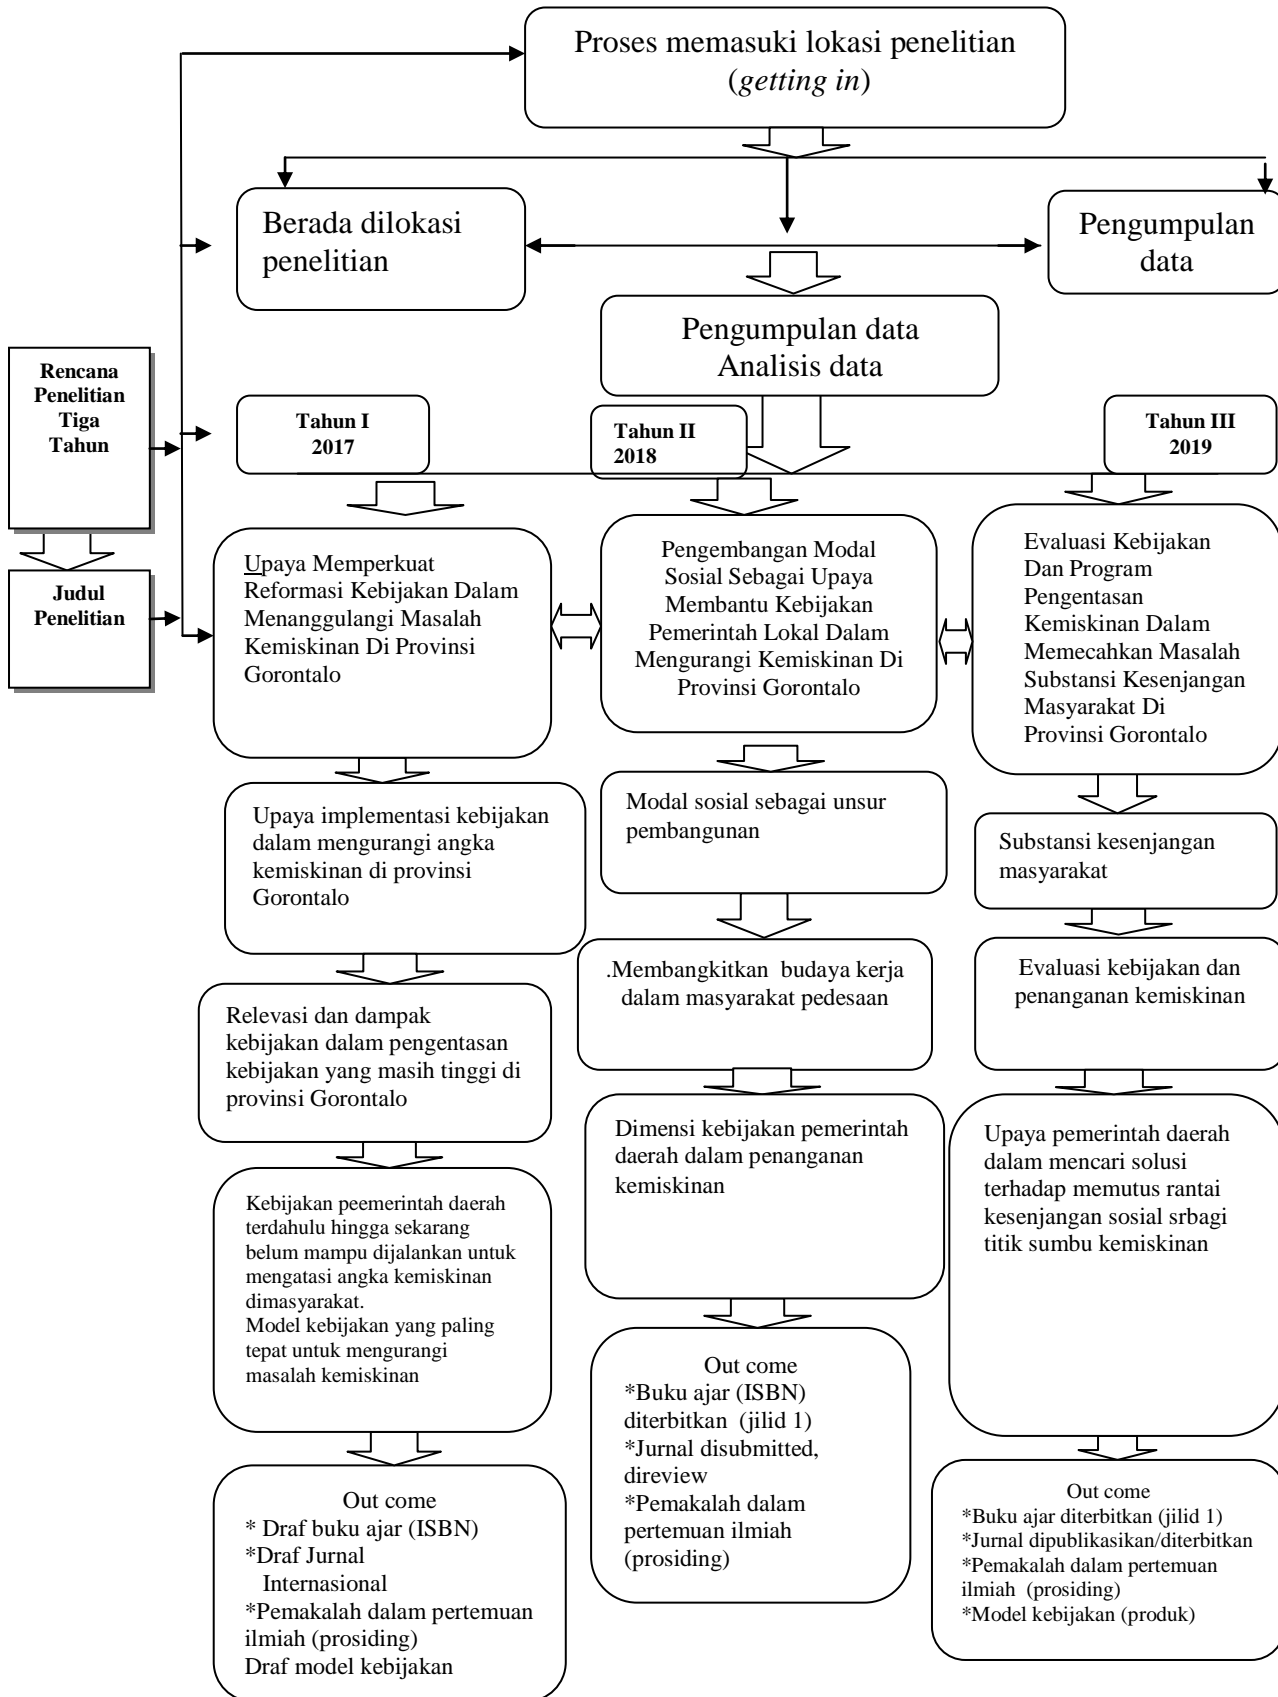 Proses memasuki lokasi penelitian
(getting in)
Berada dilokasi
penelitian
Pengumpulan
data
Pengumpulan data
Analisis data
Rencana
Penelitian
Tiga
Tahun
Tahun I
2017
Tahun II
2018
Tahun III
2019
Judul
Penelitian
Upaya Memperkuat
Reformasi Kebijakan Dalam
Menanggulangi Masalah
Kemiskinan Di Provinsi
Gorontalo
Pengembangan Modal
Sosial Sebagai Upaya
Membantu Kebijakan
Pemerintah Lokal Dalam
Mengurangi Kemiskinan Di
Provinsi Gorontalo
Evaluasi Kebijakan
Dan Program
Pengentasan
Kemiskinan Dalam
Memecahkan Masalah
Substansi Kesenjangan
Masyarakat Di
Provinsi Gorontalo
Upaya implementasi kebijakan
dalam mengurangi angka
kemiskinan di provinsi
Gorontalo
Modal sosial sebagai unsur
pembangunan
Substansi kesenjangan
masyarakat
Relevasi dan dampak
kebijakan dalam pengentasan
kebijakan yang masih tinggi di
provinsi Gorontalo
.Membangkitkan  budaya kerja
dalam masyarakat pedesaan
Evaluasi kebijakan dan
penanganan kemiskinan
Kebijakan peemerintah daerah
terdahulu hingga sekarang
belum mampu dijalankan untuk
mengatasi angka kemiskinan
dimasyarakat.
Model kebijakan yang paling
tepat untuk mengurangi
masalah kemiskinan
Dimensi kebijakan pemerintah
daerah dalam penanganan
kemiskinan
Upaya pemerintah daerah
dalam mencari solusi
terhadap memutus rantai
kesenjangan sosial srbagi
titik sumbu kemiskinan
Out come
* Draf buku ajar (ISBN)
*Draf Jurnal
Internasional
*Pemakalah dalam pertemuan
ilmiah (prosiding)
Draf model kebijakan
Out come
*Buku ajar (ISBN)
diterbitkan  (jilid 1)
*Jurnal disubmitted,
direview
*Pemakalah dalam
pertemuan ilmiah
(prosiding)
Out come
*Buku ajar diterbitkan (jilid 1)
*Jurnal dipublikasikan/diterbitkan
*Pemakalah dalam pertemuan
ilmiah  (prosiding)
*Model kebijakan (produk)